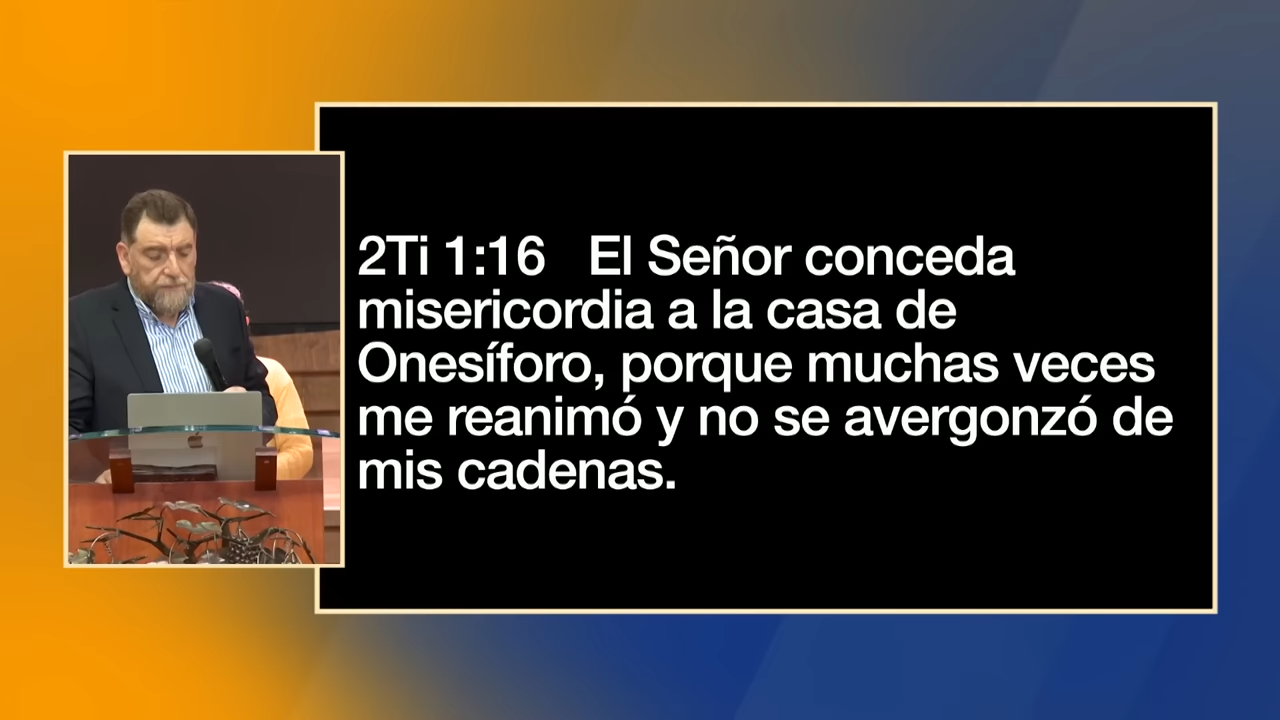 2Ti 1:16 El Señor conceda
misericordia a la casa de
Onesíforo, porque muchas veces
me reanimó y no se avergonzó de
mis cadenas.